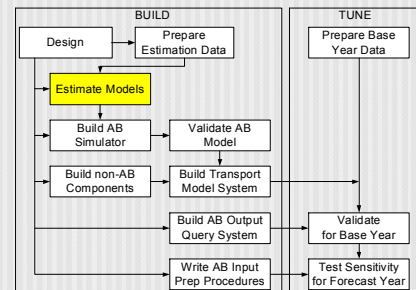 BUILD
TUNE
Design
Prepare
Estimation Data
Prepare Base
Year Data
Estimate Models
Build AB
Simulator
Validate AB
Model
Build non-AB
Components
Build Transport
Model System
Build AB Output
Query System
Validate
for Base Year
Write AB Input
Prep Procedures
Test Sensitivity
for Forecast Year